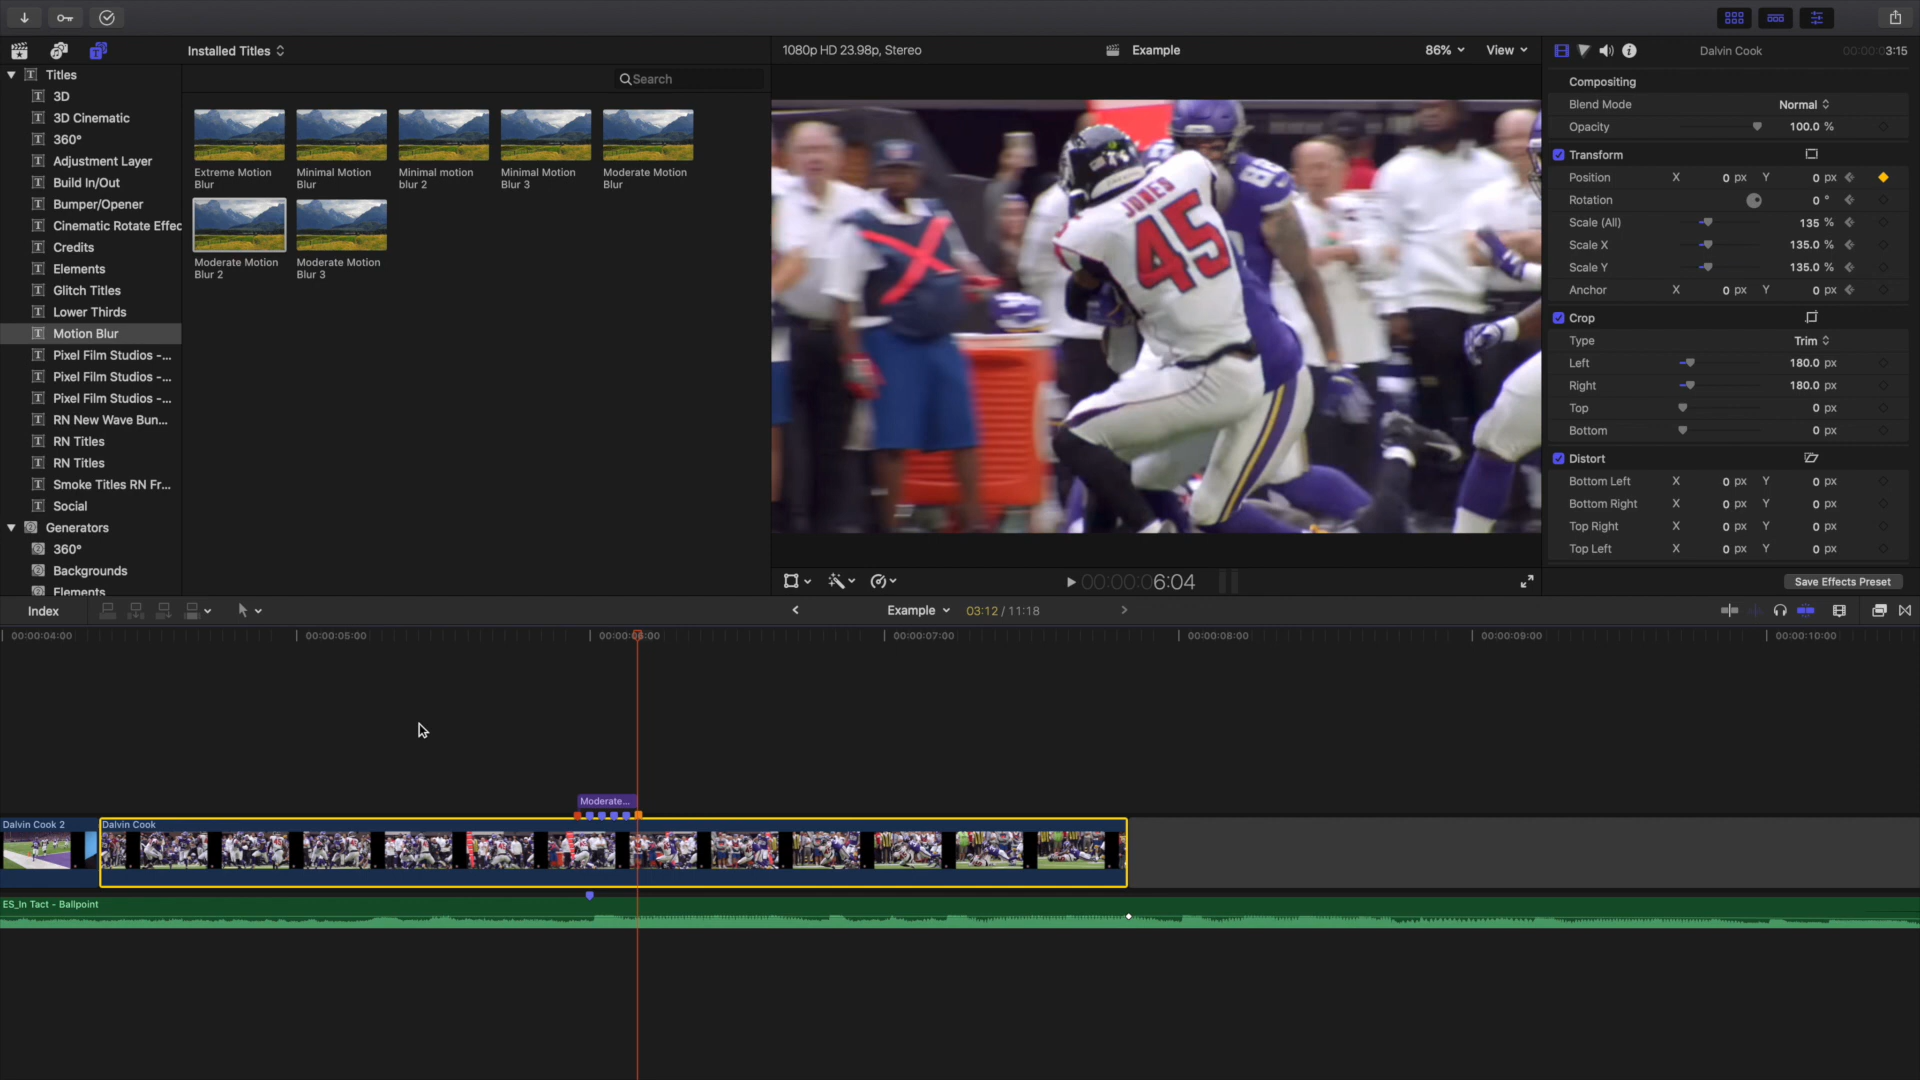 Installed Titles
Search
Titles
3D
3D Cinematic
360°
Adjustment Layer
Build In/Out
Bumper/Opener
Cinematic Rotate Effec
Credits
Elements
Glitch Titles
Lower Thirds
Motion Blur
Pixel Film Studios -...
Pixel Film Studios -...
Pixel Film Studios -...
RN New Wave Bun...
RN Titles
RN Titles
Smoke Titles RN Fr...
Social
Generators
360°
Backgrounds
Elements
Extreme Motion
Blur
Minimal Motion
Blur
Minimal motion
blur 2
Minimal Motion
Blur 3
Moderate Motion
Blur
Moderate Motion
Blur 2
Moderate Motion
Blur 3
1080p HD 23.98p, Stereo
Example
86%
View
JONES
45
00:00:06:04
Dalvin Cook
00:00:03:15
Compositing
Blend Mode Normal
Opacity 100.0 %
Transform
Position X 0 px Y 0 px
Rotation 0 °
Scale (All) 135 %
Scale X 135.0 %
Scale Y 135.0 %
Anchor X 0 px Y 0 px
Crop
Type Trim
Left 180.0 px
Right 180.0 px
Top 0 px
Bottom 0 px
Distort
Bottom Left X 0 px Y 0 px
Bottom Right X 0 px Y 0 px
Top Right X 0 px Y 0 px
Top Left X 0 px Y 0 px
Save Effects Preset
Index
Example
03:12 / 11:18
00:00:04:00
00:00:05:00
00:00:06:00
00:00:07:00
00:00:08:00
00:00:09:00
00:00:10:00
Moderate...
Dalvin Cook 2
Dalvin Cook
ES_In Tact - Ballpoint